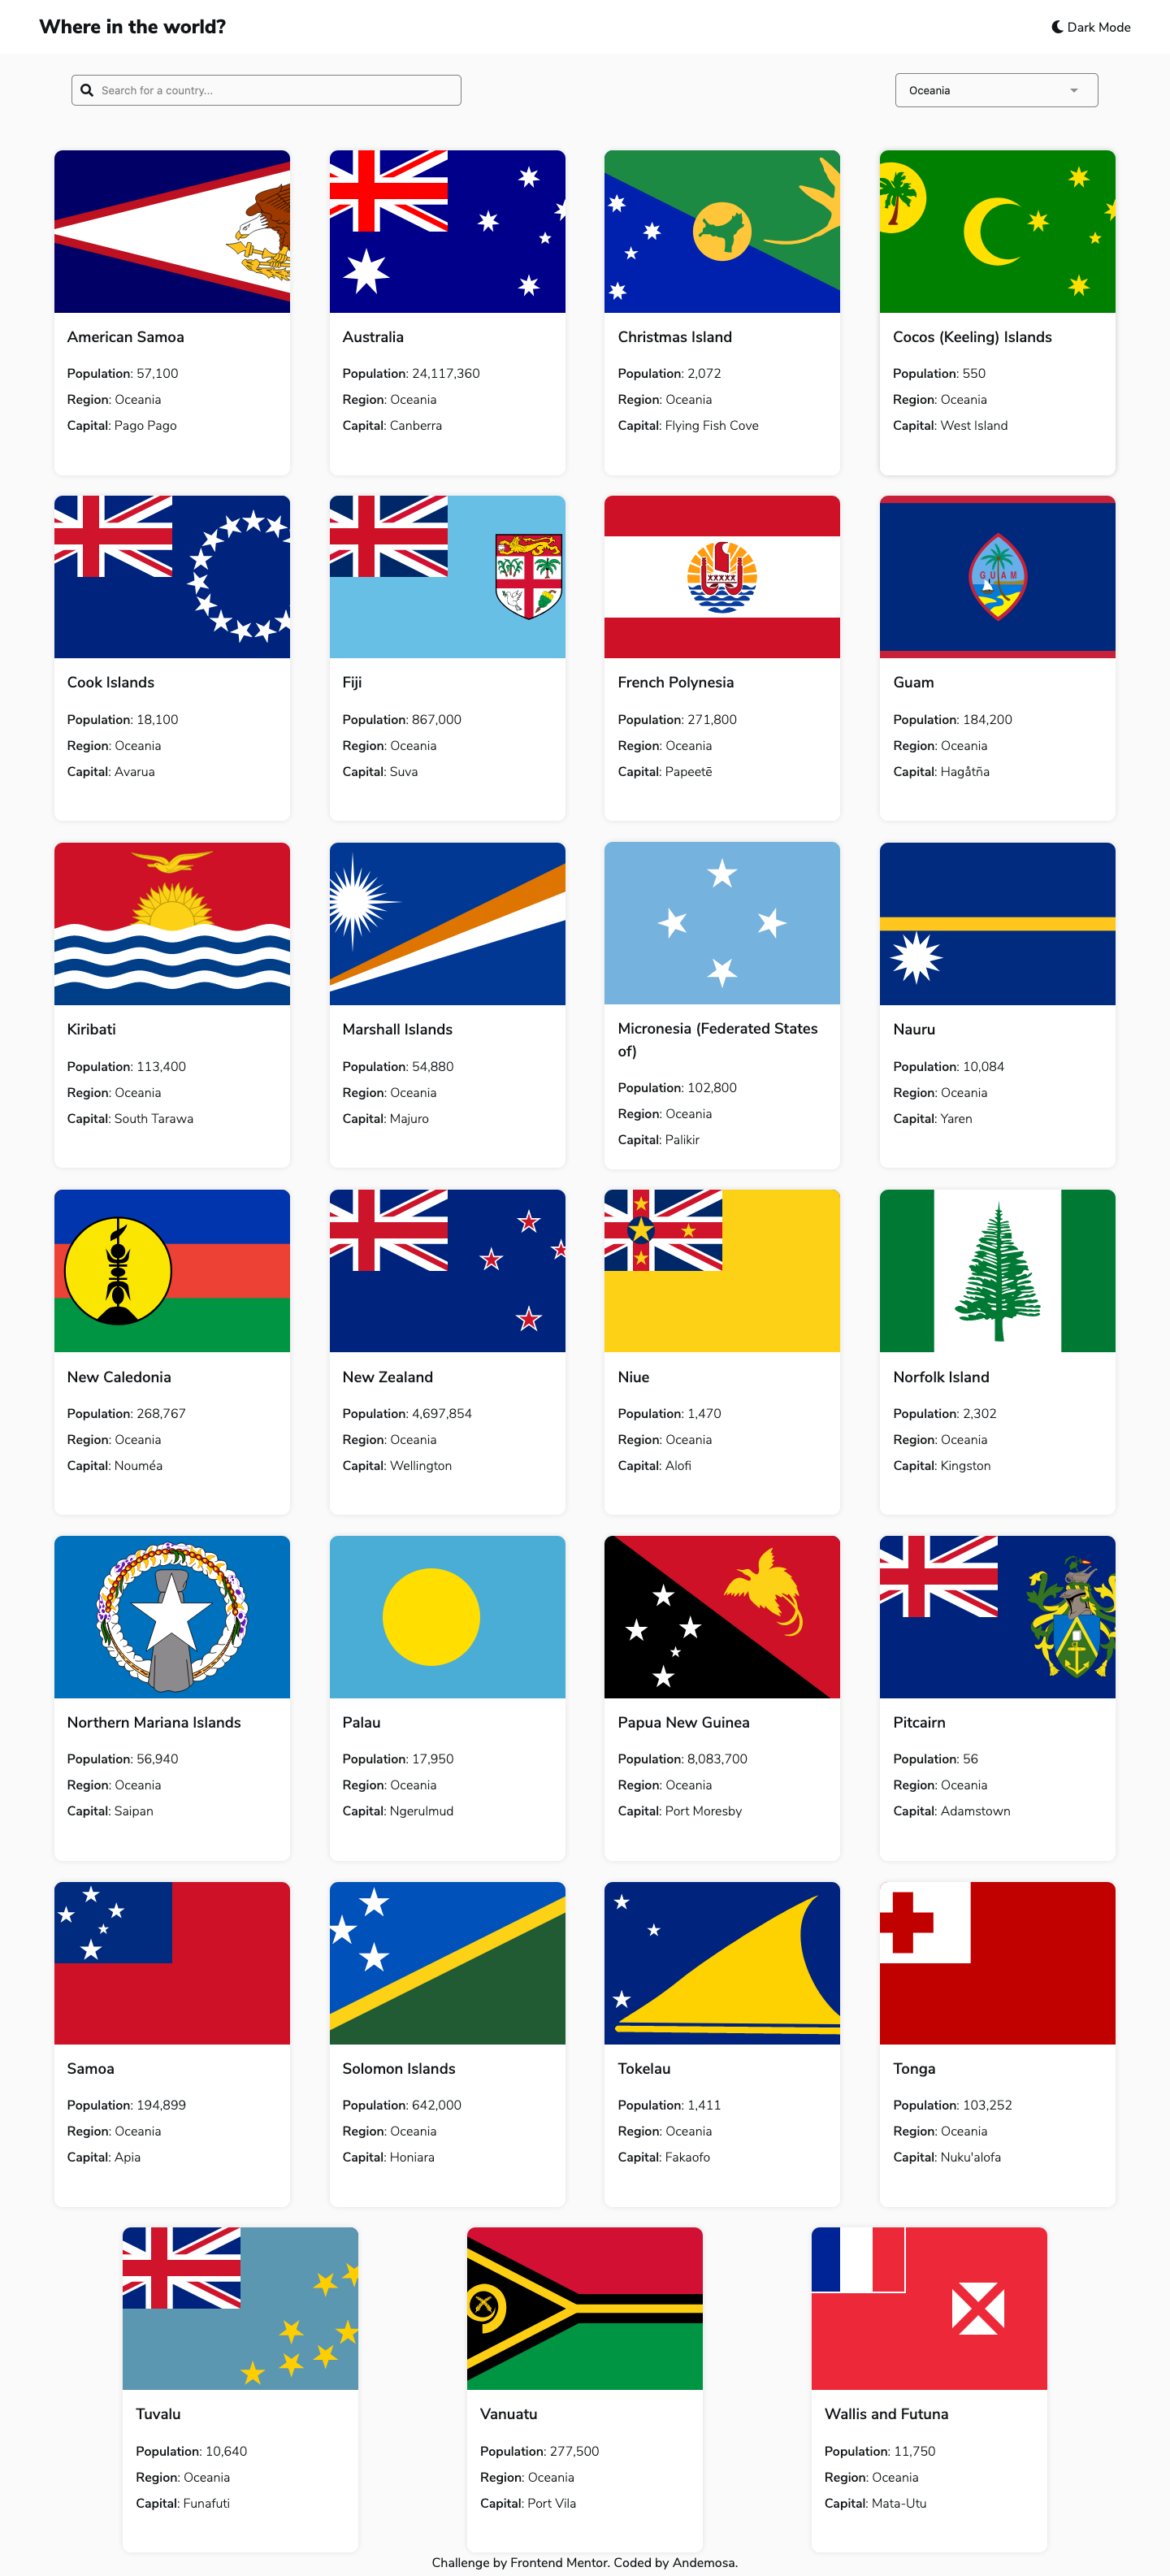 Where in the world?
Dark Mode
Search for a country...
Oceania
American Samoa
Population: 57,100
Region: Oceania
Capital: Pago Pago
Australia
Population: 24,117,360
Region: Oceania
Capital: Canberra
Christmas Island
Population: 2,072
Region: Oceania
Capital: Flying Fish Cove
Cocos (Keeling) Islands
Population: 550
Region: Oceania
Capital: West Island
Cook Islands
Population: 18,100
Region: Oceania
Capital: Avarua
Fiji
Population: 867,000
Region: Oceania
Capital: Suva
French Polynesia
Population: 271,800
Region: Oceania
Capital: Papeetē
GUAM
Guam
Population: 184,200
Region: Oceania
Capital: Hagåtña
Kiribati
Population: 113,400
Region: Oceania
Capital: South Tarawa
Marshall Islands
Population: 54,880
Region: Oceania
Capital: Majuro
Micronesia (Federated States
of)
Population: 102,800
Region: Oceania
Capital: Palikir
Nauru
Population: 10,084
Region: Oceania
Capital: Yaren
New Caledonia
Population: 268,767
Region: Oceania
Capital: Nouméa
New Zealand
Population: 4,697,854
Region: Oceania
Capital: Wellington
Niue
Population: 1,470
Region: Oceania
Capital: Alofi
Norfolk Island
Population: 2,302
Region: Oceania
Capital: Kingston
Northern Mariana Islands
Population: 56,940
Region: Oceania
Capital: Saipan
Palau
Population: 17,950
Region: Oceania
Capital: Ngerulmud
Papua New Guinea
Population: 8,083,700
Region: Oceania
Capital: Port Moresby
Pitcairn
Population: 56
Region: Oceania
Capital: Adamstown
Samoa
Population: 194,899
Region: Oceania
Capital: Apia
Solomon Islands
Population: 642,000
Region: Oceania
Capital: Honiara
Tokelau
Population: 1,411
Region: Oceania
Capital: Fakaofo
Tonga
Population: 103,252
Region: Oceania
Capital: Nuku'alofa
Tuvalu
Population: 10,640
Region: Oceania
Capital: Funafuti
Vanuatu
Population: 277,500
Region: Oceania
Capital: Port Vila
Wallis and Futuna
Population: 11,750
Region: Oceania
Capital: Mata-Utu
Challenge by Frontend Mentor. Coded by Andemosa.